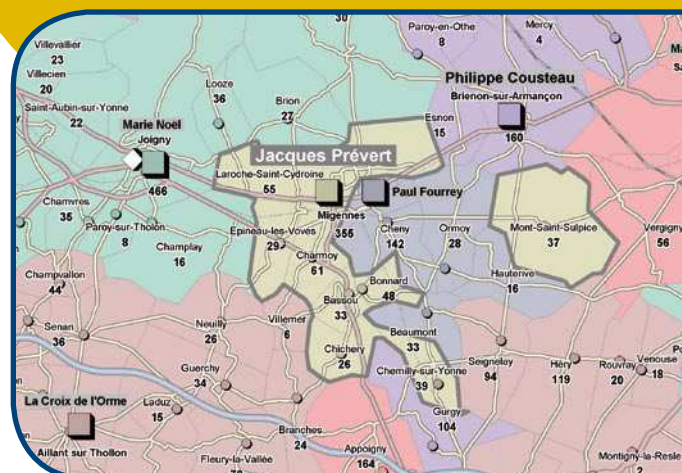 30
Paroy-en-Othe
8
Mercy
4
Villevallier
23
Villecien
20
Looze
36
Brion
27
Philippe Cousteau
Brienon-sur-Armançon
160
Saint-Aubin-sur-Yonne
22
Marie Noël
Joigny
466
Esnon
15
Jacques Prévert
Laroche-Saint-Cydroine
55
Migennes
355
Paul Fourrey
Chamvres
35
Paroy-sur-Tholon
8
Champlay
16
Epineau-les-Voves
29
Cheny
142
Ormoy
28
Mont-Saint-Sulpice
37
Vergigny
56
Charmoy
61
Champvallon
44
Bonnard
48
Hauterive
16
Bassou
33
Senan
36
Neuilly
26
Villemer
6
Beaumont
33
Chichery
26
Guerchy
34
Chemilly-sur-Yonne
39
Seignelay
94
Héry
119
Rouvray
20
Venouse
18
La Croix de l'Orme
Aillant sur Thollon
Laduz
15
Gurgy
104
Branches
24
Fleury-la-Vallée
Appoigny
164
Montigny-la-Resle